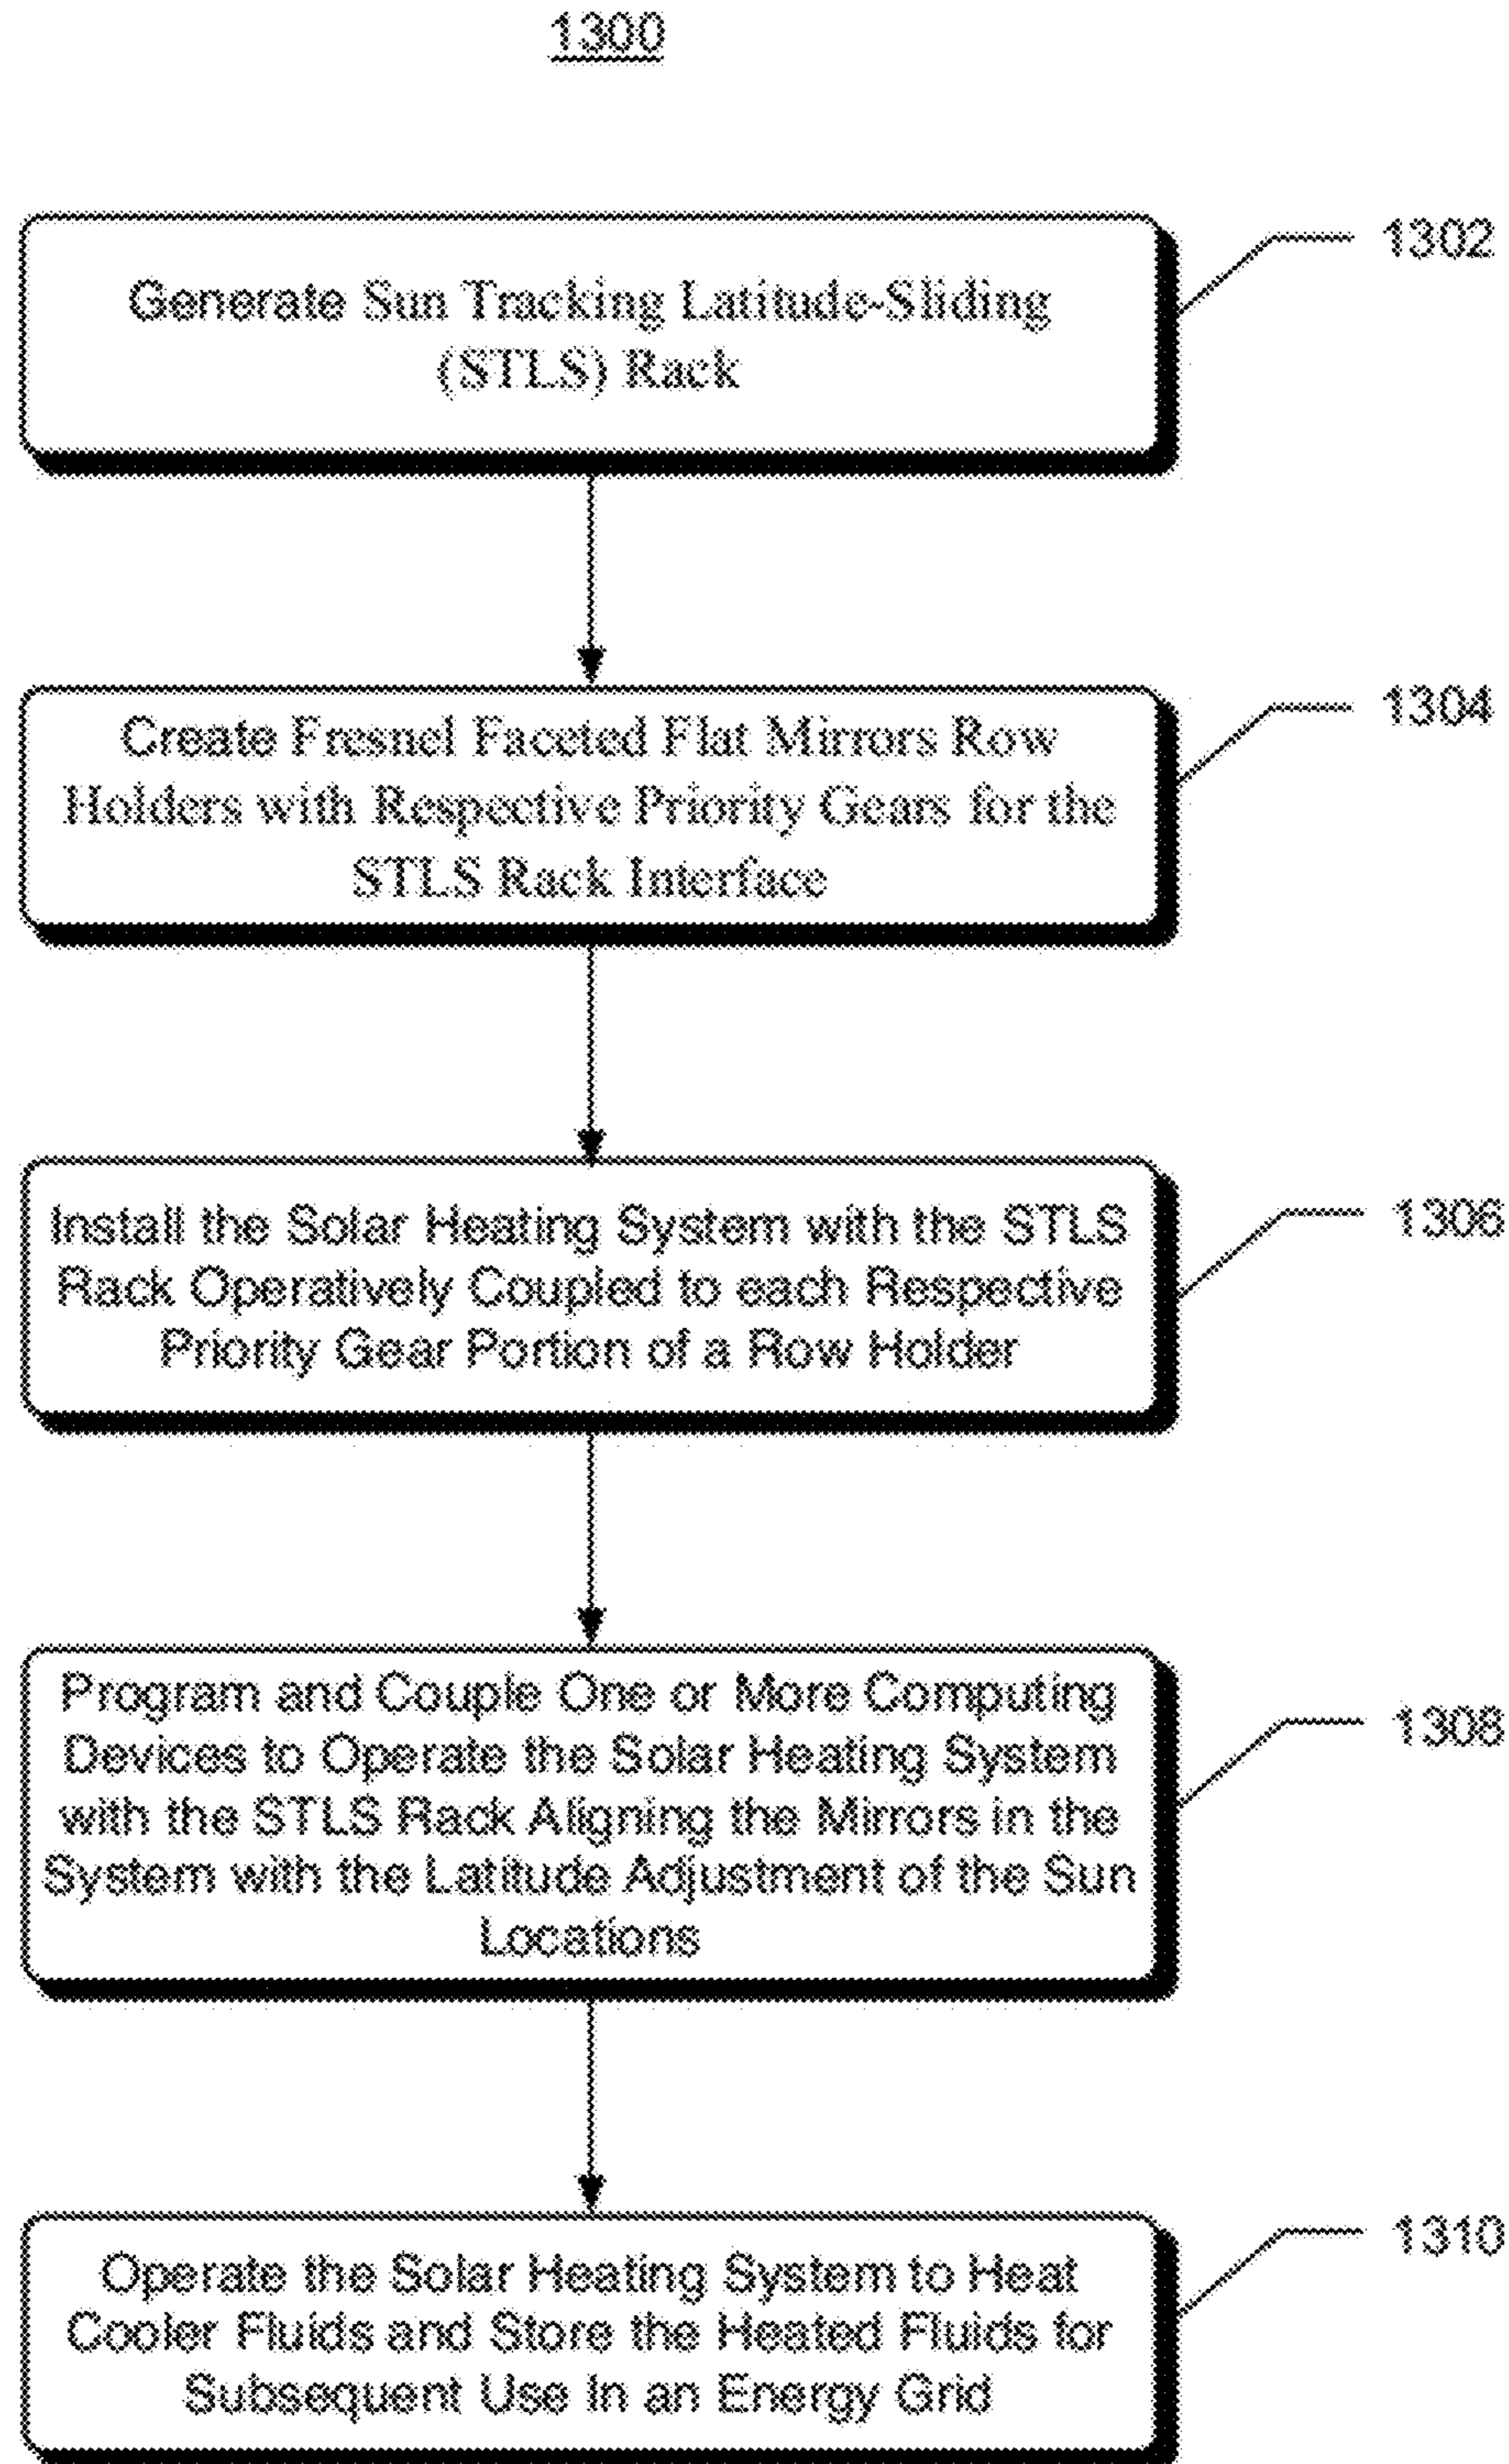 1300
Generate Sun Tracking Latitude-Sliding
(STLS) Rack
1302
Create Fresnel Faceted Flat Mirrors Row
Holders with Respective Priority Gears for the
STLS Rack Interface
1304
Install the Solar Heating System with the STLS
Rack Operatively Coupled to each Respective
Priority Gear Portion of a Row Holder
1306
Program and Couple One or More Computing
Devices to Operate the Solar Heating System
with the STLS Rack Aligning the Mirrors in the
System with the Latitude Adjustment of the Sun
Locations
1308
Operate the Solar Heating System to Heat
Cooler Fluids and Store the Heated Fluids for
Subsequent Use In an Energy Grid
1310